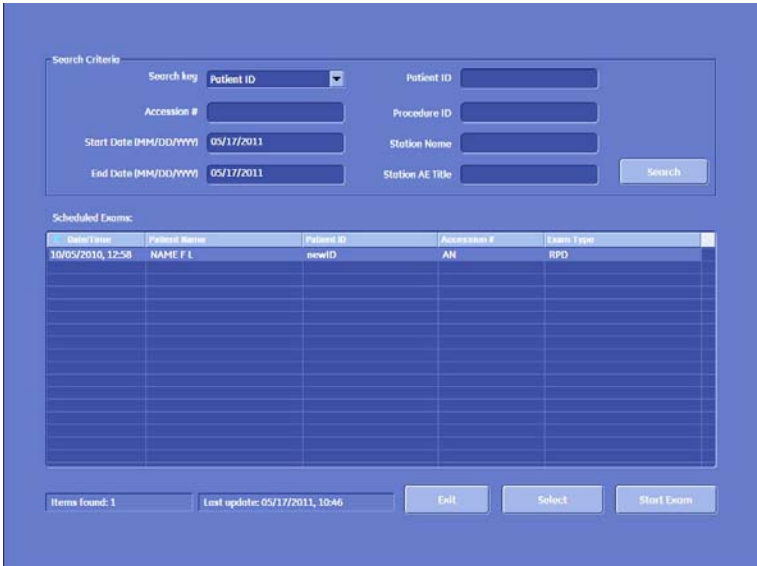 Search Criteria
Search key Patient ID Patient ID
Accession # Procedure ID
Start Date (MM/DD/YYYY) 05/17/2011 Station Name
End Date (MM/DD/YYYY) 05/17/2011 Station AE Title Search
Scheduled Exams:
Date/Time Patient Name Patient ID Accession # Exam Type
10/05/2010, 12:58 NAME F L newID AN RPD
Items found: 1 Last update: 05/17/2011, 10:46 Exit Select Start Exam